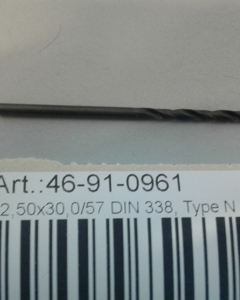 Art.:46-91-0961
2,50x30,0/57 DIN 338, Type N